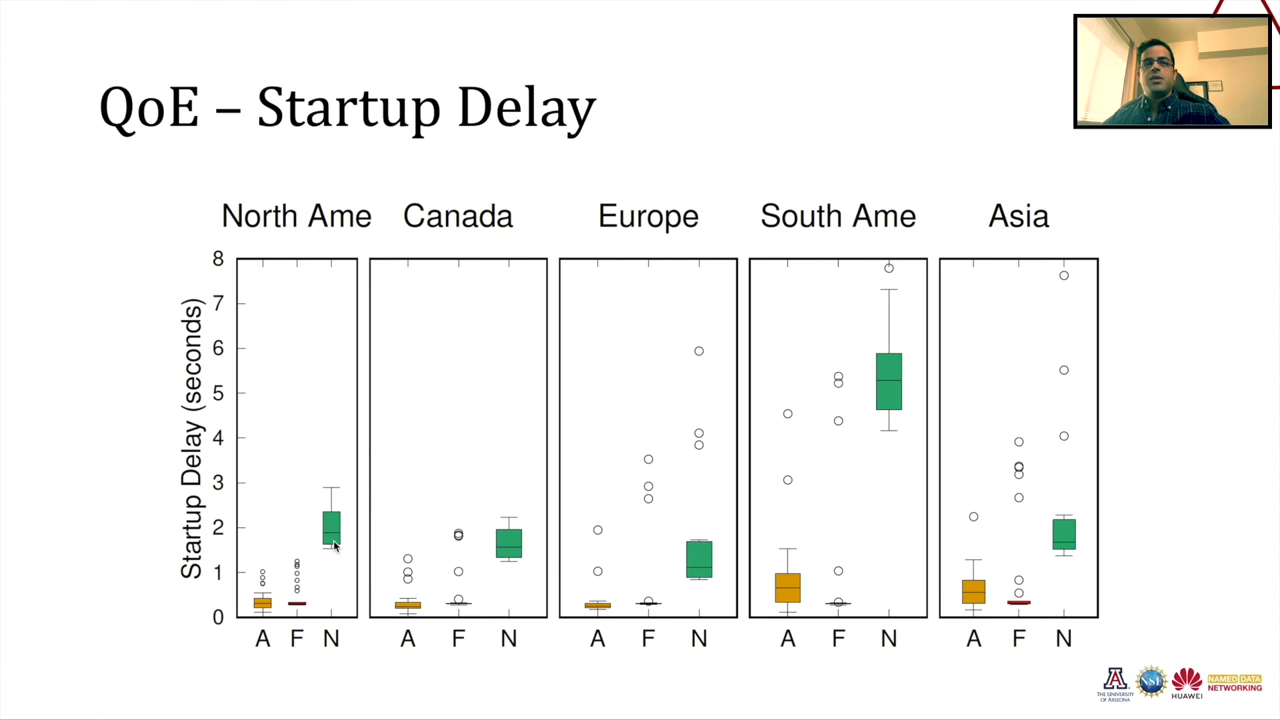 QoE – Startup Delay
North Ame Canada Europe South Ame Asia
Startup Delay (seconds)
8
7
6
5
4
3
2
1
0
A F N A F N A F N A F N A F N
THE UNIVERSITY
OF ARIZONA
NSF
HUAWEI
NAMED DATA
NETWORKING